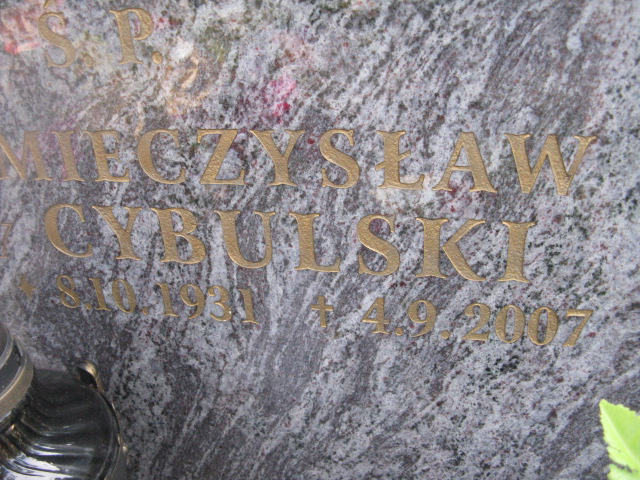 Ś. P.
MIECZYSŁAW
CYBULSKI
* 8.10.1931 † 4.9.2007